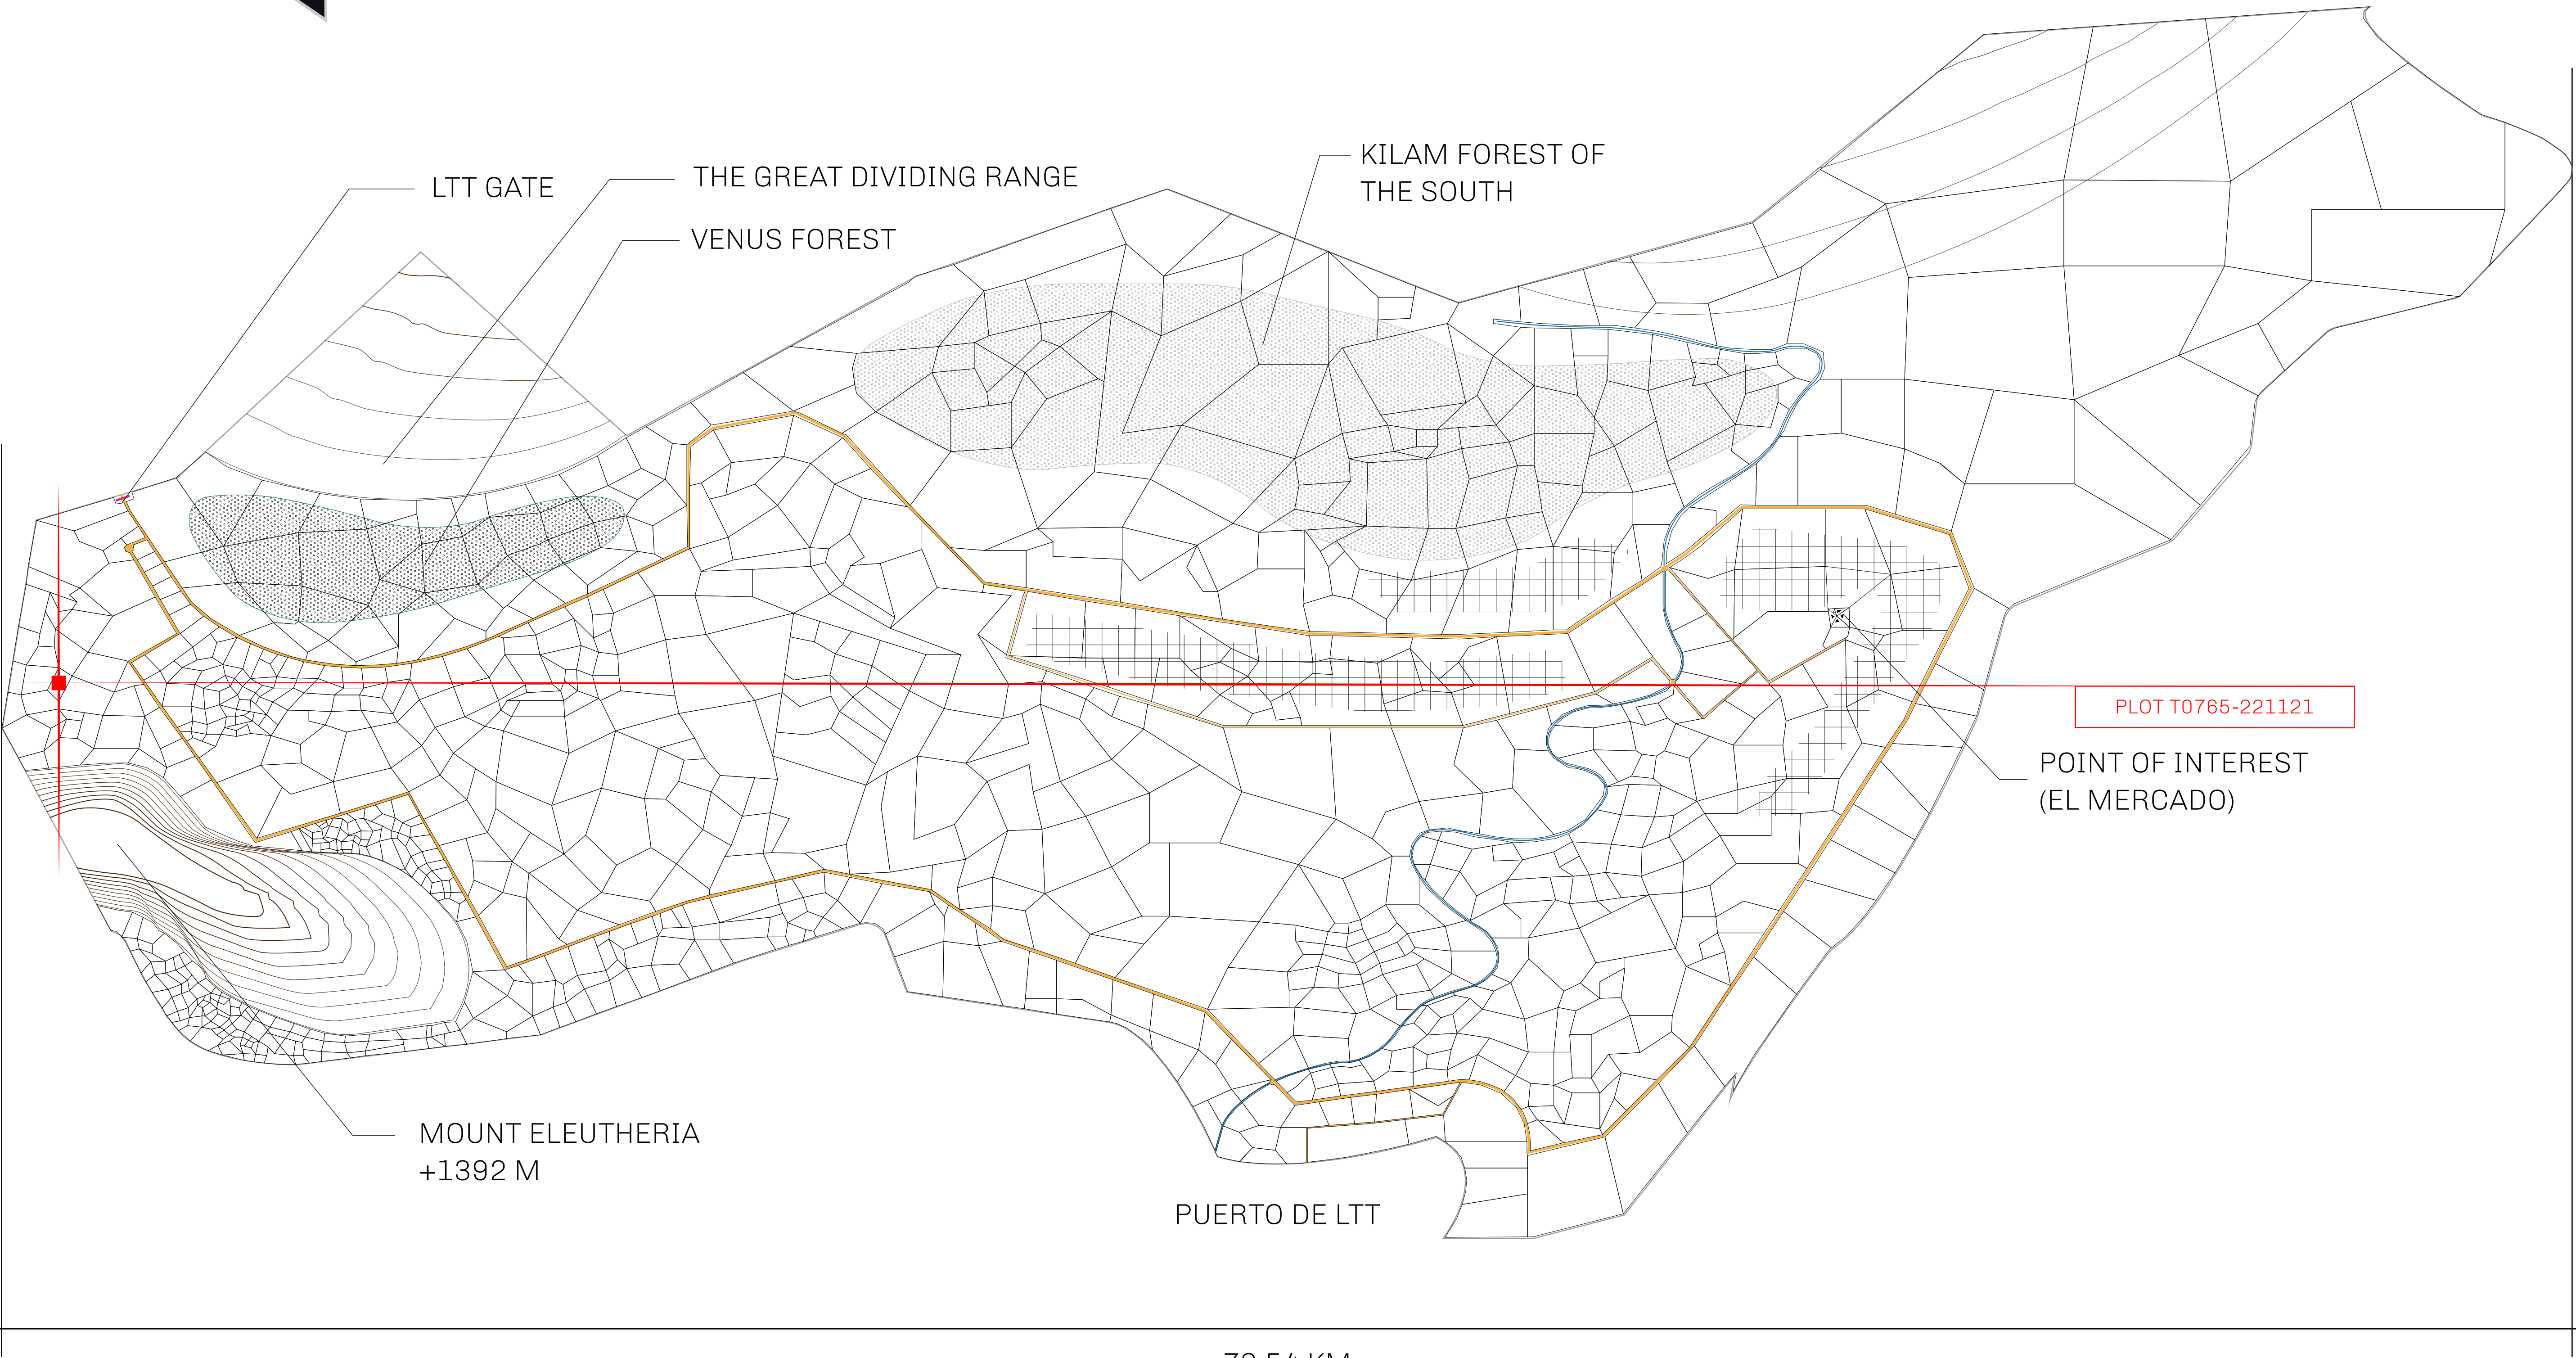 KILAM FOREST OF
THE SOUTH
THE GREAT DIVIDING RANGE
LTT GATE
VENUS FOREST
PLOT T0765-221121
POINT OF INTEREST
(EL MERCADO)
MOUNT ELEUTHERIA
+1392 M
PUERTO DE LTT
KM